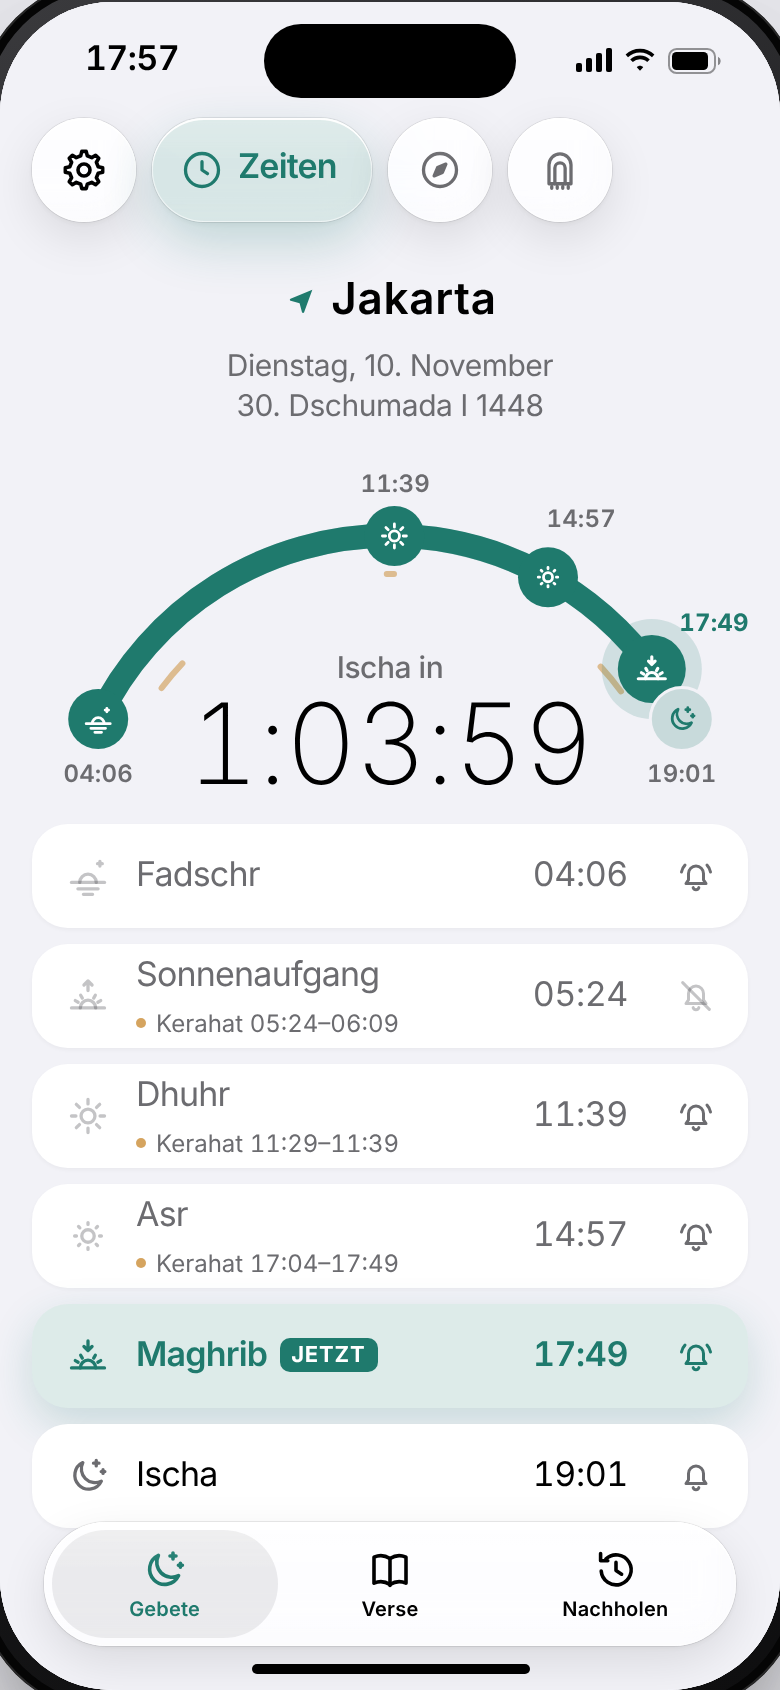 17:57
Zeiten
Jakarta
Dienstag, 10. November
30. Dschumada I 1448
11:39
14:57
17:49
Ischa in
1:03:59
04:06
19:01
Fadschr 04:06
Sonnenaufgang 05:24
Kerahat 05:24–06:09
Dhuhr 11:39
Kerahat 11:29–11:39
Asr 14:57
Kerahat 17:04–17:49
Maghrib JETZT 17:49
Ischa 19:01
Gebete Verse Nachholen